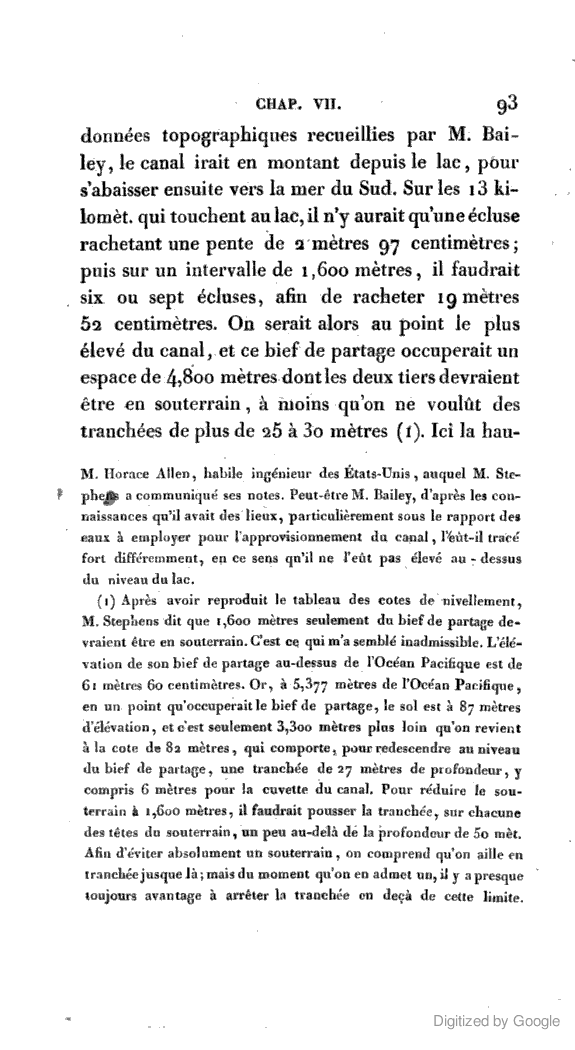 CHAP. VII. 93
données topographiques recueillies par M. Bai-
ley, le canal irait en montant depuis le lac, pour
s'abaisser ensuite vers la mer du Sud. Sur les 13 ki-
lomèt. qui touchent au lac, il n'y aurait qu'une écluse
rachetant une pente de 2 mètres 97 centimètres;
puis sur un intervalle de 1,600 mètres, il faudrait
six ou sept écluses, afin de racheter 19 mètres
52 centimètres. On serait alors au point le plus
élevé du canal, et ce bief de partage occuperait un
espace de 4,800 mètres dont les deux tiers devraient
être en souterrain, à moins qu'on ne voulût des
tranchées de plus de 25 à 30 mètres (1). Ici la hau-
M. Horace Allen, habile ingénieur des États-Unis, auquel M. Ste-
phens a communiqué ses notes. Peut-être M. Bailey, d'après les con-
naissances qu'il avait des lieux, particulièrement sous le rapport des
eaux à employer pour l'approvisionnement du canal, l'eût-il tracé
fort différemment, en ce sens qu'il ne l'eût pas élevé au-dessus
du niveau du lac.
(1) Après avoir reproduit le tableau des cotes de nivellement,
M. Stephens dit que 1,600 mètres seulement du bief de partage de-
vraient être en souterrain. C'est ce qui m'a semblé inadmissible. L'élé-
vation de son bief de partage au-dessus de l'Océan Pacifique est de
61 mètres 60 centimètres. Or, à 5,377 mètres de l'Océan Pacifique,
en un point qu'occuperait le bief de partage, le sol est à 87 mètres
d'élévation, et c'est seulement 3,300 mètres plus loin qu'on revient
à la cote de 82 mètres, qui comporte, pour redescendre au niveau
du bief de partage, une tranchée de 27 mètres de profondeur, y
compris 6 mètres pour la cuvette du canal. Pour réduire le sou-
terrain à 1,600 mètres, il faudrait pousser la tranchée, sur chacune
des têtes du souterrain, un peu au-delà de la profondeur de 50 mèt.
Afin d'éviter absolument un souterrain, on comprend qu'on aille en
tranchée jusque là; mais du moment qu'on en admet un, il y a presque
toujours avantage à arrêter la tranchée en deçà de cette limite.
Digitized by Google